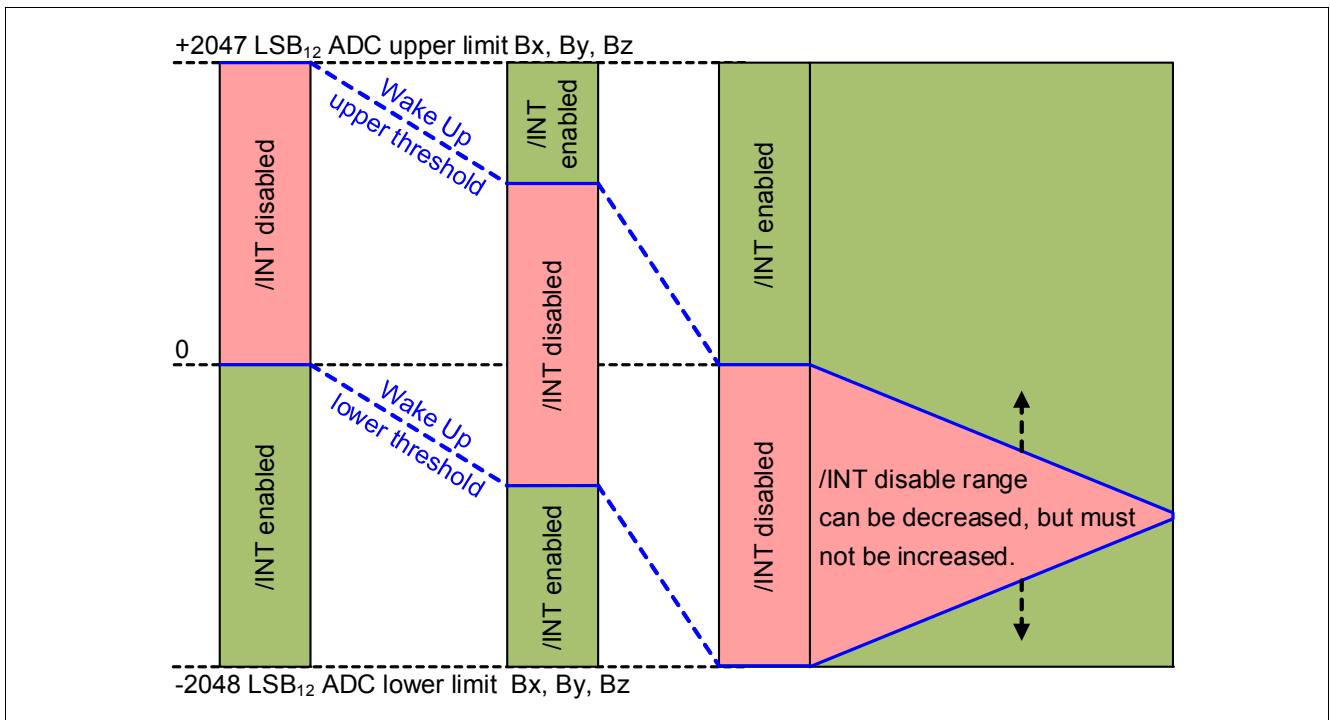 +2047 LSB₁₂ ADC upper limit Bx, By, Bz
Wake Up
upper threshold
/INT disabled
/INT
enabled
/INT enabled
/INT disabled
0
Wake Up
lower threshold
/INT enabled
/INT enabled
/INT disabled
/INT disable range
can be decreased, but must
not be increased.
-2048 LSB₁₂ ADC lower limit Bx, By, Bz